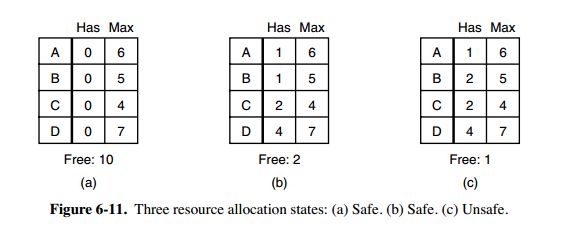 Has Max Has Max Has Max
A 0 6 A 1 6 A 1 6
B 0 5 B 1 5 B 2 5
C 0 4 C 2 4 C 2 4
D 0 7 D 4 7 D 4 7
Free: 10 Free: 2 Free: 1
(a) (b) (c)
Figure 6-11. Three resource allocation states: (a) Safe. (b) Safe. (c) Unsafe.